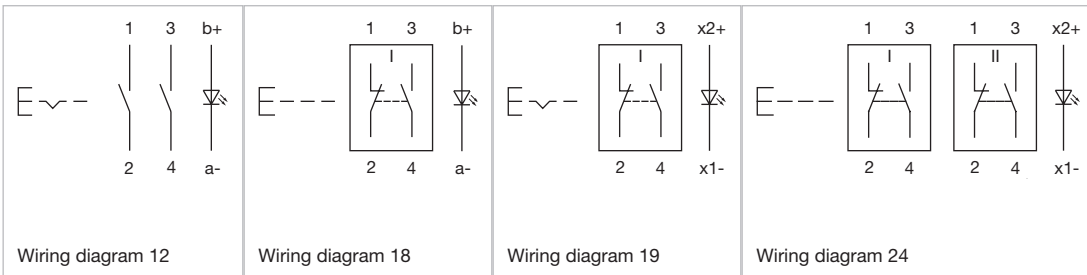 1 3 b+
2 4 a-
Wiring diagram 12
1 3 b+
I
2 4 a-
Wiring diagram 18
1 3 x2+
I
2 4 x1-
Wiring diagram 19
1 3 1 3 x2+
I II
2 4 2 4 x1-
Wiring diagram 24